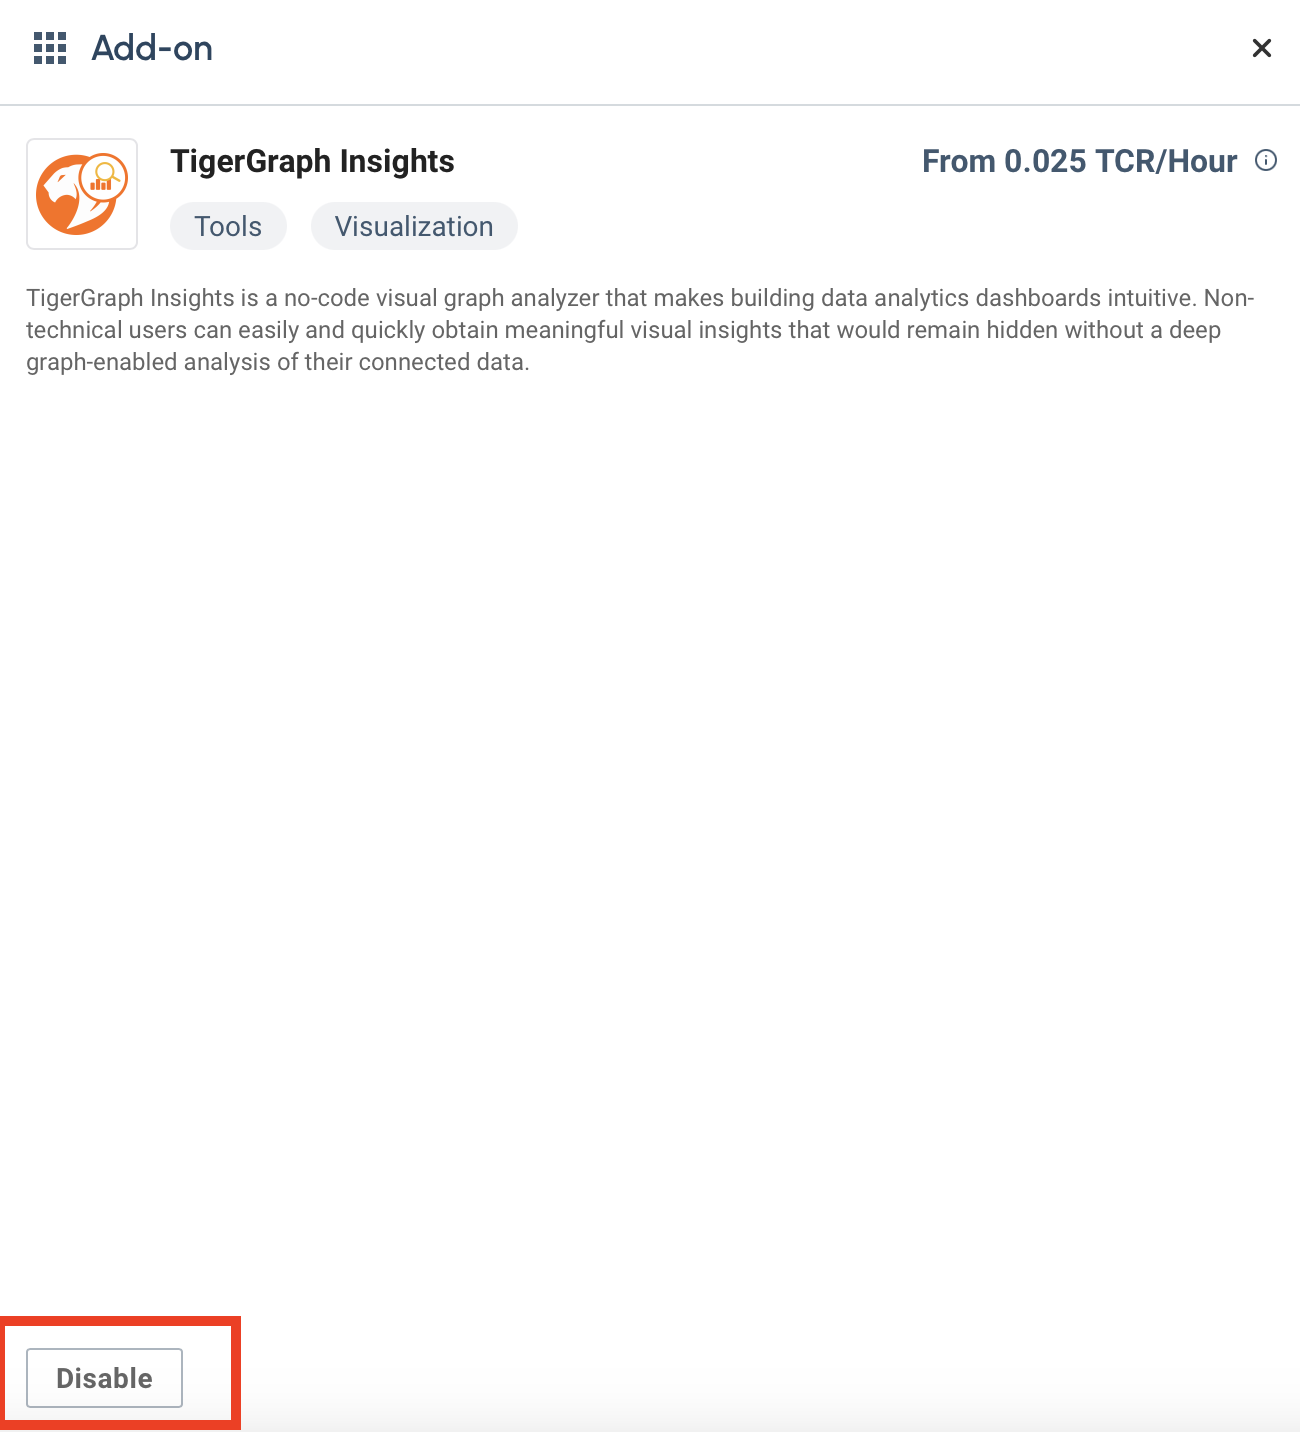 Add-on
TigerGraph Insights
From 0.025 TCR/Hour
Tools
Visualization
TigerGraph Insights is a no-code visual graph analyzer that makes building data analytics dashboards intuitive. Non-
technical users can easily and quickly obtain meaningful visual insights that would remain hidden without a deep
graph-enabled analysis of their connected data.
Disable